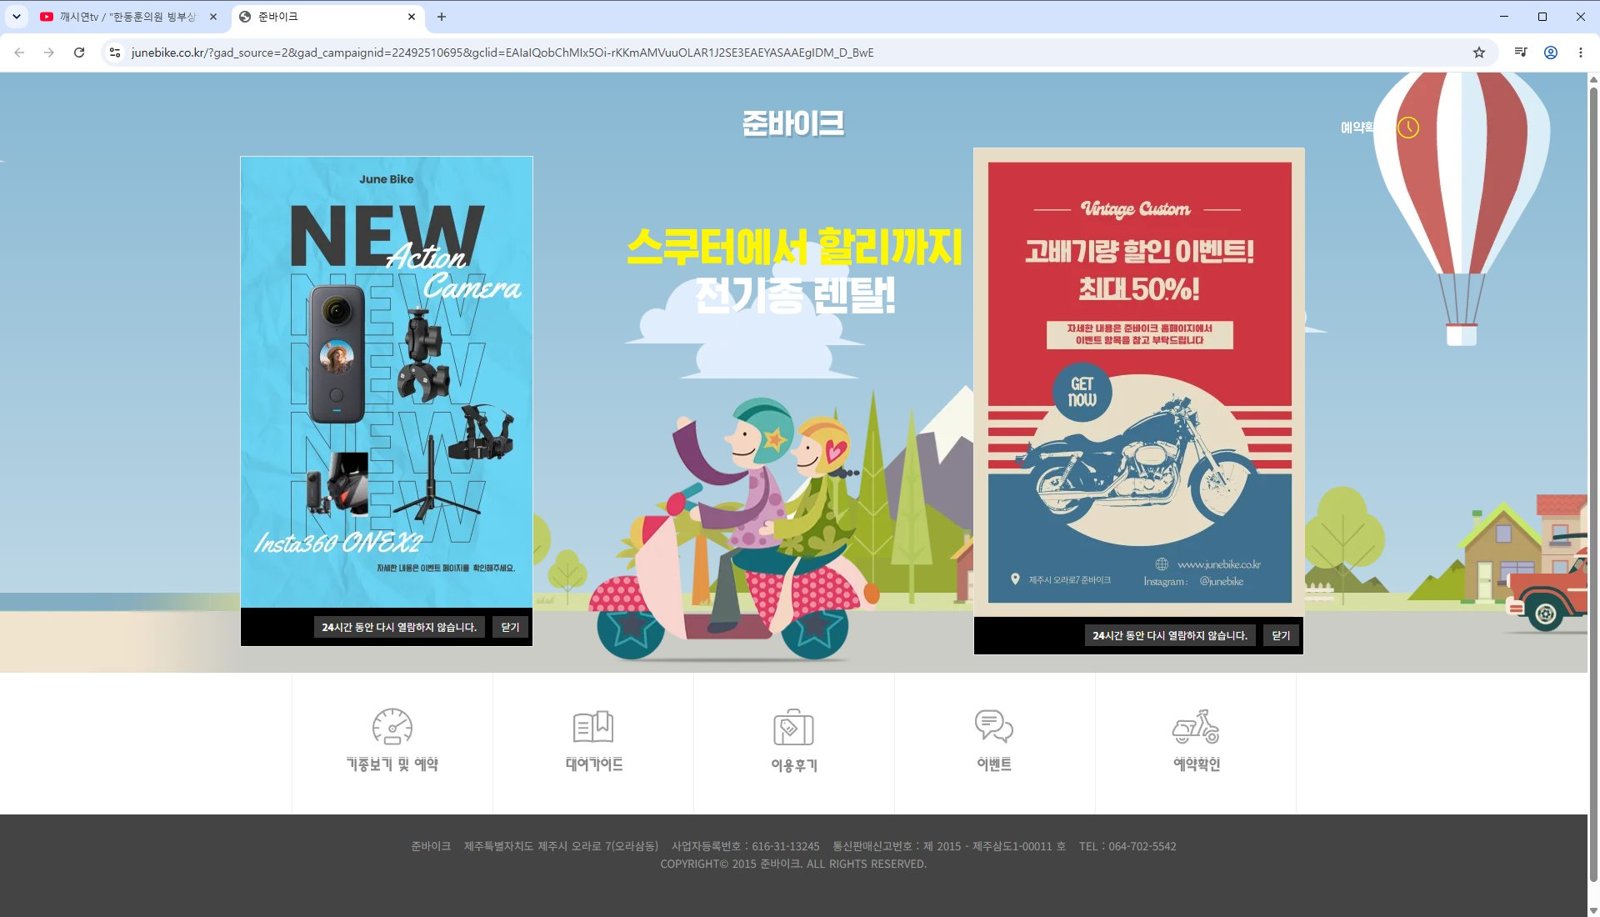 깨시연tv / "한동훈의원 빙부상
준바이크
junebike.co.kr/?gad_source=2&gad_campaignid=22492510695&gclid=EAIaIQobChMIx5Oi-rKKmAMVuuOLAR1J2SE3EAEYASAAEgIDM_D_BwE
준바이크
예약확
June Bike
NEW
Action
Camera
NEW
NEW
NEW
NEW
Insta360 ONEX2
자세한 내용은 이벤트 페이지를 확인해주세요.
24시간 동안 다시 열람하지 않습니다.
닫기
스쿠터에서 할리까지
전기종 렌탈!
Vintage Custom
고배기량 할인 이벤트!
최대 50%!
자세한 내용은 준바이크 홈페이지에서
이벤트 항목을 참고 부탁드립니다
GET
NOW
www.junebike.co.kr
제주시 오라로7 준바이크
Instagram : @junebike
24시간 동안 다시 열람하지 않습니다.
닫기
기종보기 및 예약
대여가이드
이용후기
이벤트
예약확인
준바이크 제주특별자치도 제주시 오라로 7(오라삼동) 사업자등록번호 : 616-31-13245 통신판매신고번호 : 제 2015 - 제주삼도1-00011 호 TEL : 064-702-5542
COPYRIGHT© 2015 준바이크. ALL RIGHTS RESERVED.